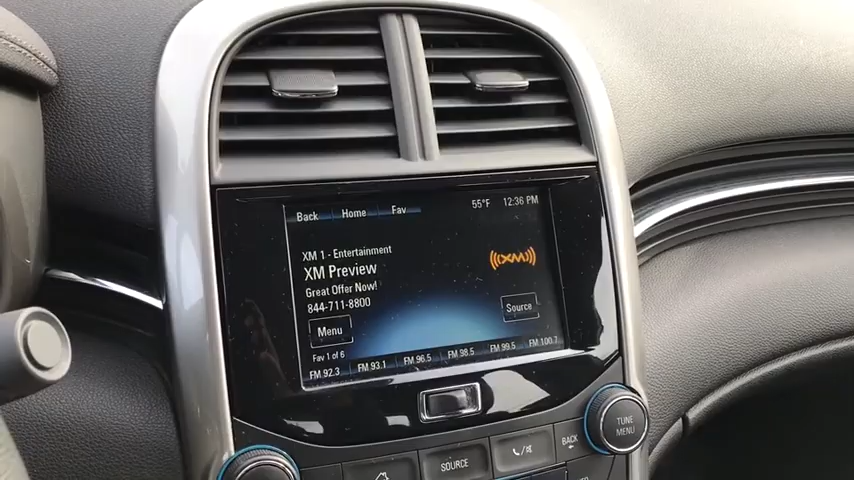 Back Home Fav 55°F 12:36 PM
XM 1 - Entertainment
XM Preview
Great Offer Now!
844-711-8800
((XM))
Menu
Source
Fav 1 of 6
FM 92.3 FM 93.1 FM 96.5 FM 98.5 FM 99.5 FM 100.7
TUNE
MENU
SOURCE
BACK